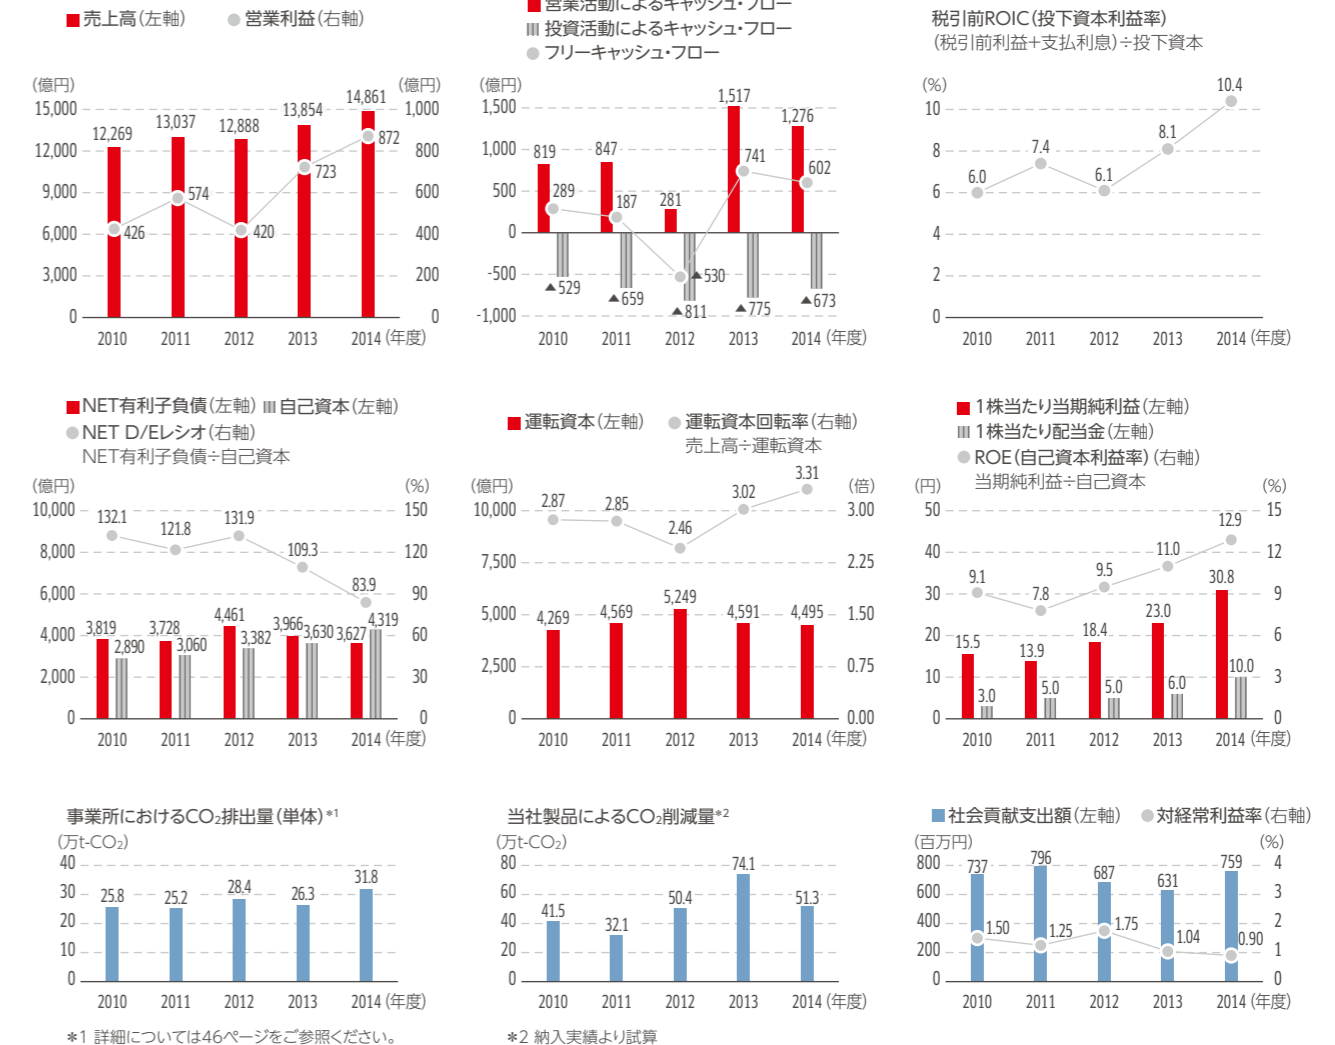 売上高(左軸) 営業利益(右軸)
(億円) (億円)
15,000 12,000 9,000 6,000 3,000 0
1,000 800 600 400 200 0
12,269 13,037 12,888 13,854 14,861
426 574 420 723 872
2010 2011 2012 2013 2014 (年度)
営業活動によるキャッシュ・フロー
投資活動によるキャッシュ・フロー
フリーキャッシュ・フロー
(億円)
1,500 1,000 500 0 -500 -1,000
819 847 281 1,517 1,276
289 187 ▲530 741 602
▲529 ▲659 ▲811 ▲775 ▲673
2010 2011 2012 2013 2014 (年度)
税引前ROIC(投下資本利益率)
(税引前利益+支払利息)÷投下資本
(%)
10 8 6 4 2 0
6.0 7.4 6.1 8.1 10.4
2010 2011 2012 2013 2014 (年度)
NET有利子負債(左軸) 自己資本(左軸)
NET D/Eレシオ(右軸)
NET有利子負債÷自己資本
(億円) (%)
10,000 8,000 6,000 4,000 2,000 0
150 120 90 60 30 0
132.1 121.8 131.9 109.3 83.9
3,819 3,728 4,461 3,966 3,627
2,890 3,060 3,382 3,630 4,319
2010 2011 2012 2013 2014 (年度)
運転資本(左軸) 運転資本回転率(右軸)
売上高÷運転資本
(億円) (倍)
10,000 7,500 5,000 2,500 0
3.00 2.25 1.50 0.75 0.00
2.87 2.85 2.46 3.02 3.31
4,269 4,569 5,249 4,591 4,495
2010 2011 2012 2013 2014 (年度)
1株当たり当期純利益(左軸)
1株当たり配当金(左軸)
ROE(自己資本利益率)(右軸)
当期純利益÷自己資本
(円) (%)
50 40 30 20 10 0
15 12 9 6 3 0
9.1 7.8 9.5 11.0 12.9
15.5 13.9 18.4 23.0 30.8
3.0 5.0 5.0 6.0 10.0
2010 2011 2012 2013 2014 (年度)
事業所におけるCO₂排出量(単体)*1
(万t-CO₂)
40 30 20 10 0
25.8 25.2 28.4 26.3 31.8
2010 2011 2012 2013 2014 (年度)
*1 詳細については46ページをご参照ください。
当社製品によるCO₂削減量*2
(万t-CO₂)
80 60 40 20 0
41.5 32.1 50.4 74.1 51.3
2010 2011 2012 2013 2014 (年度)
*2 納入実績より試算
社会貢献支出額(左軸) 対経常利益率(右軸)
(百万円) (%)
800 600 400 200 0
4 3 2 1 0
737 796 687 631 759
1.50 1.25 1.75 1.04 0.90
2010 2011 2012 2013 2014 (年度)